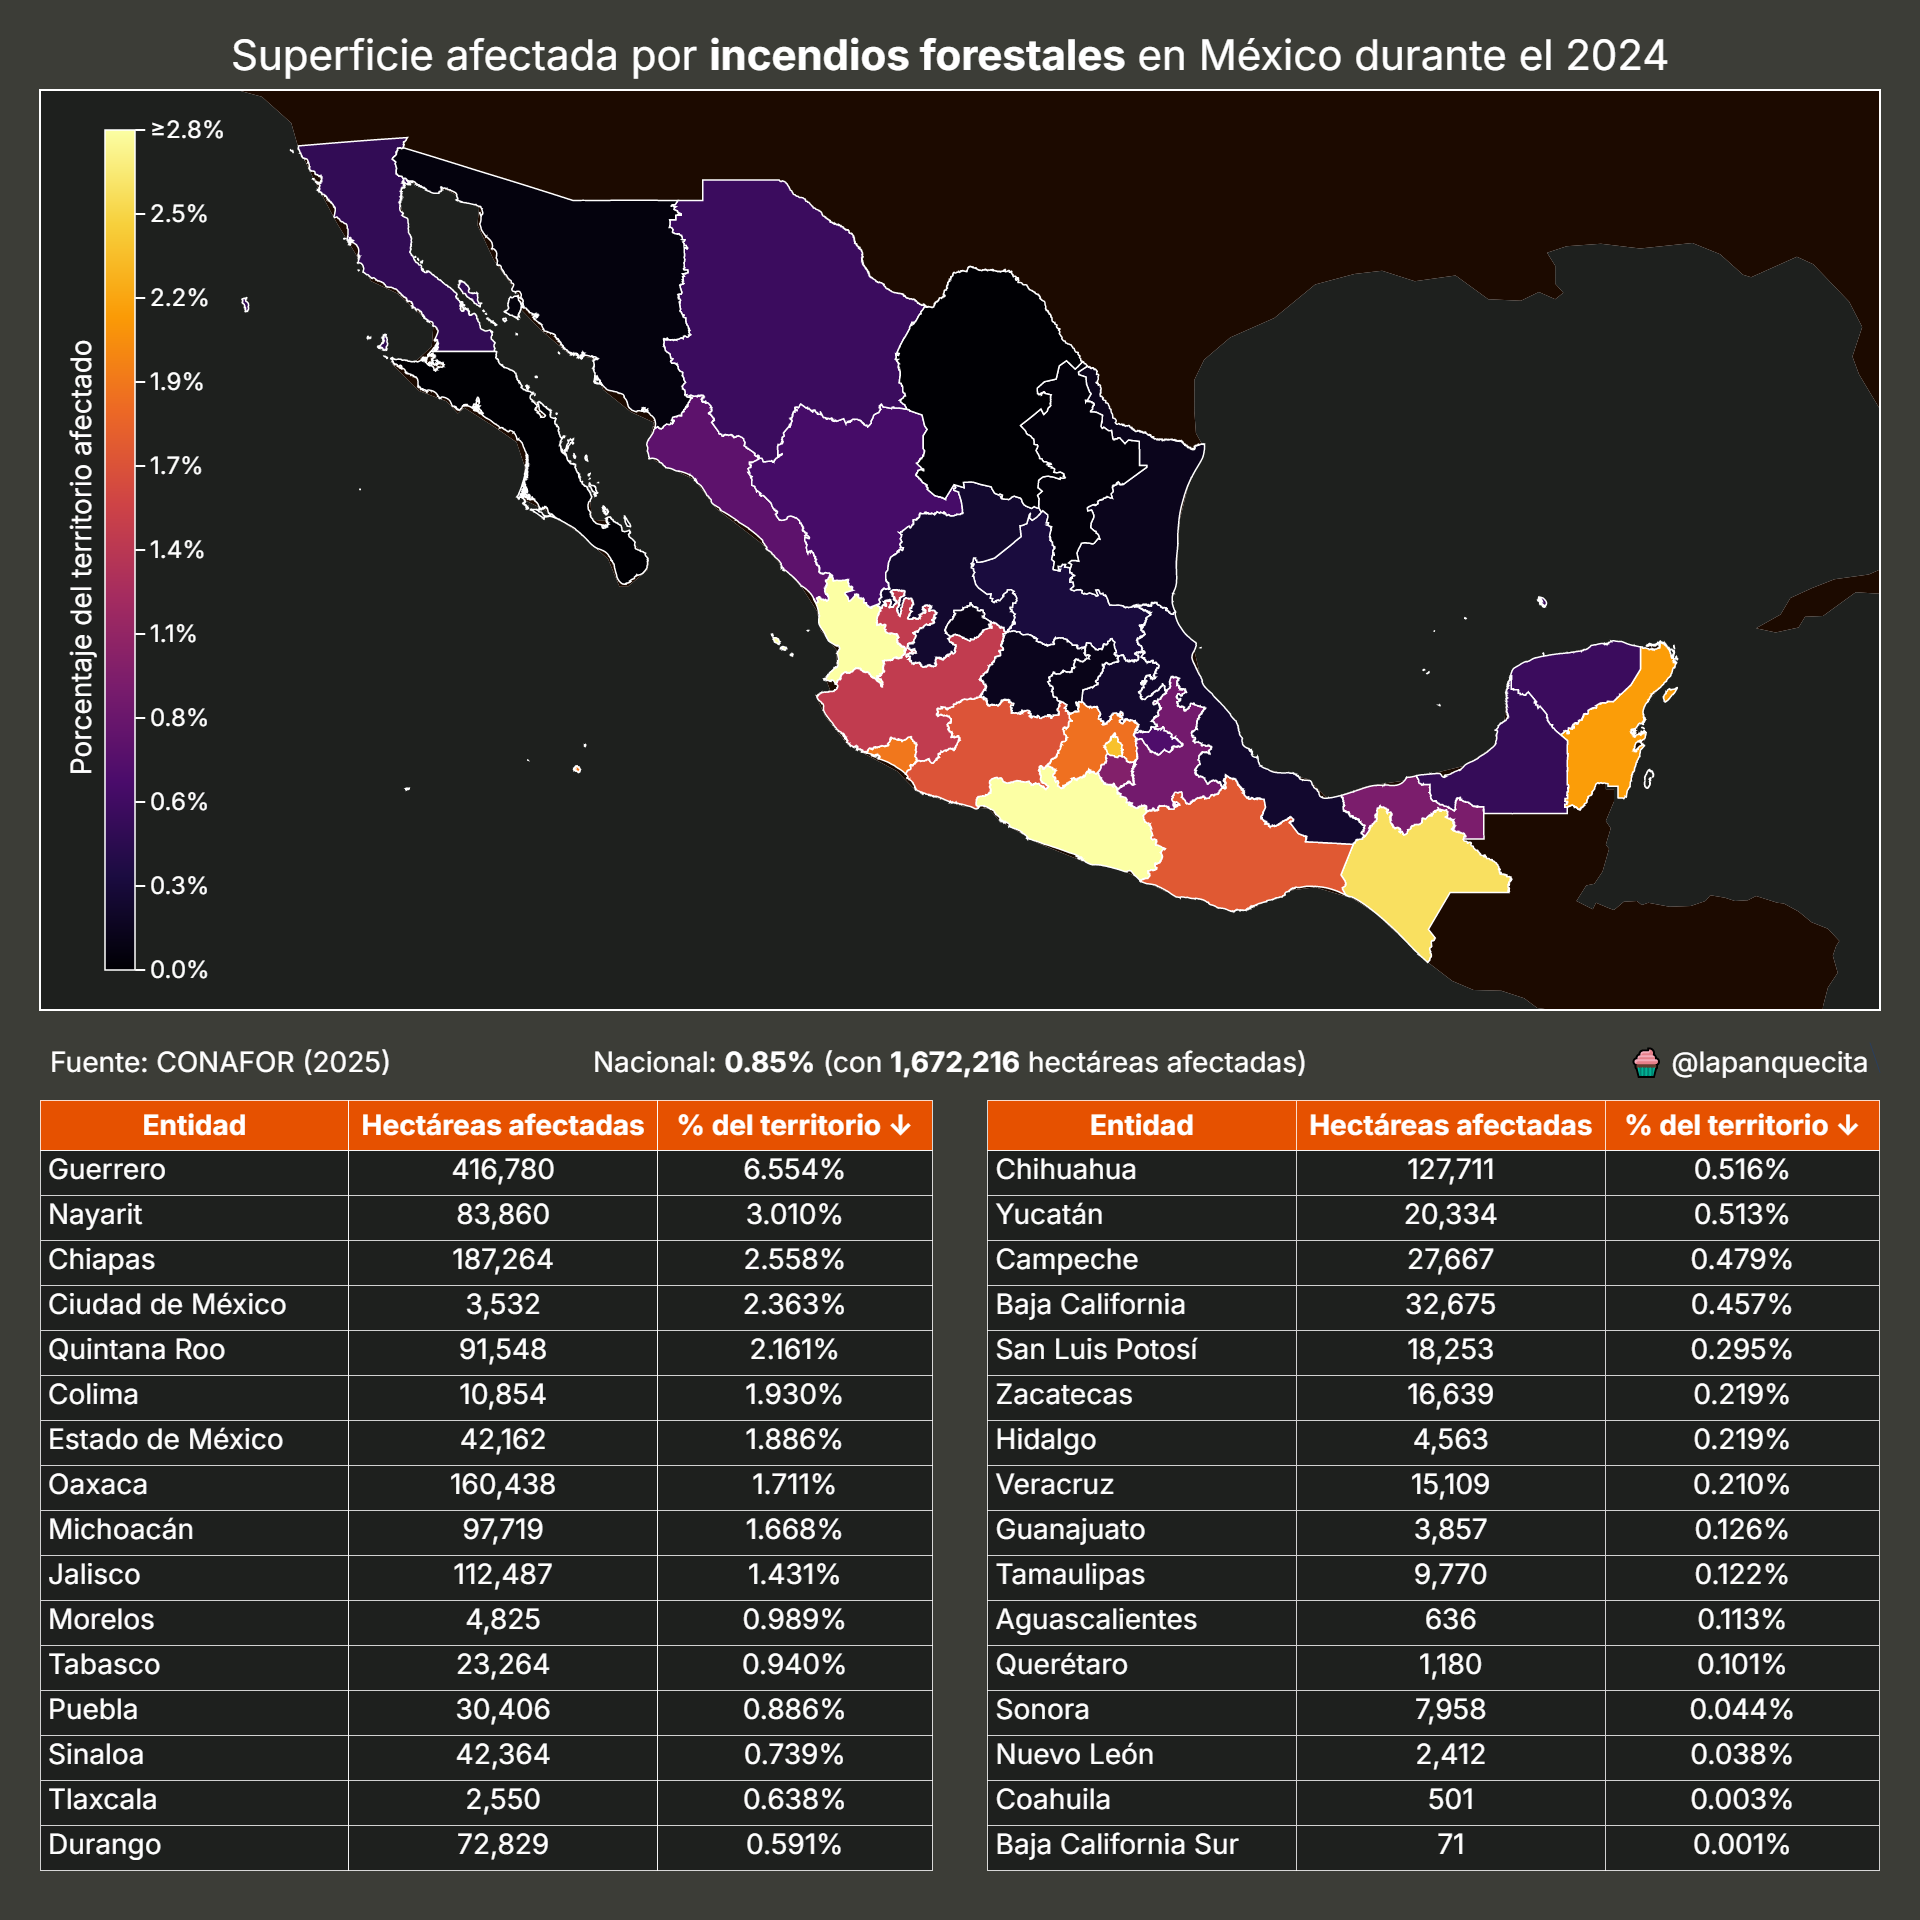 Superficie afectada por incendios forestales en México durante el 2024
Porcentaje del territorio afectado
≥2.8%
2.5%
2.2%
1.9%
1.7%
1.4%
1.1%
0.8%
0.6%
0.3%
0.0%
Fuente: CONAFOR (2025)
Nacional: 0.85% (con 1,672,216 hectáreas afectadas)
@lapanquecita
Entidad Hectáreas afectadas % del territorio ↓
Guerrero 416,780 6.554%
Nayarit 83,860 3.010%
Chiapas 187,264 2.558%
Ciudad de México 3,532 2.363%
Quintana Roo 91,548 2.161%
Colima 10,854 1.930%
Estado de México 42,162 1.886%
Oaxaca 160,438 1.711%
Michoacán 97,719 1.668%
Jalisco 112,487 1.431%
Morelos 4,825 0.989%
Tabasco 23,264 0.940%
Puebla 30,406 0.886%
Sinaloa 42,364 0.739%
Tlaxcala 2,550 0.638%
Durango 72,829 0.591%
Entidad Hectáreas afectadas % del territorio ↓
Chihuahua 127,711 0.516%
Yucatán 20,334 0.513%
Campeche 27,667 0.479%
Baja California 32,675 0.457%
San Luis Potosí 18,253 0.295%
Zacatecas 16,639 0.219%
Hidalgo 4,563 0.219%
Veracruz 15,109 0.210%
Guanajuato 3,857 0.126%
Tamaulipas 9,770 0.122%
Aguascalientes 636 0.113%
Querétaro 1,180 0.101%
Sonora 7,958 0.044%
Nuevo León 2,412 0.038%
Coahuila 501 0.003%
Baja California Sur 71 0.001%